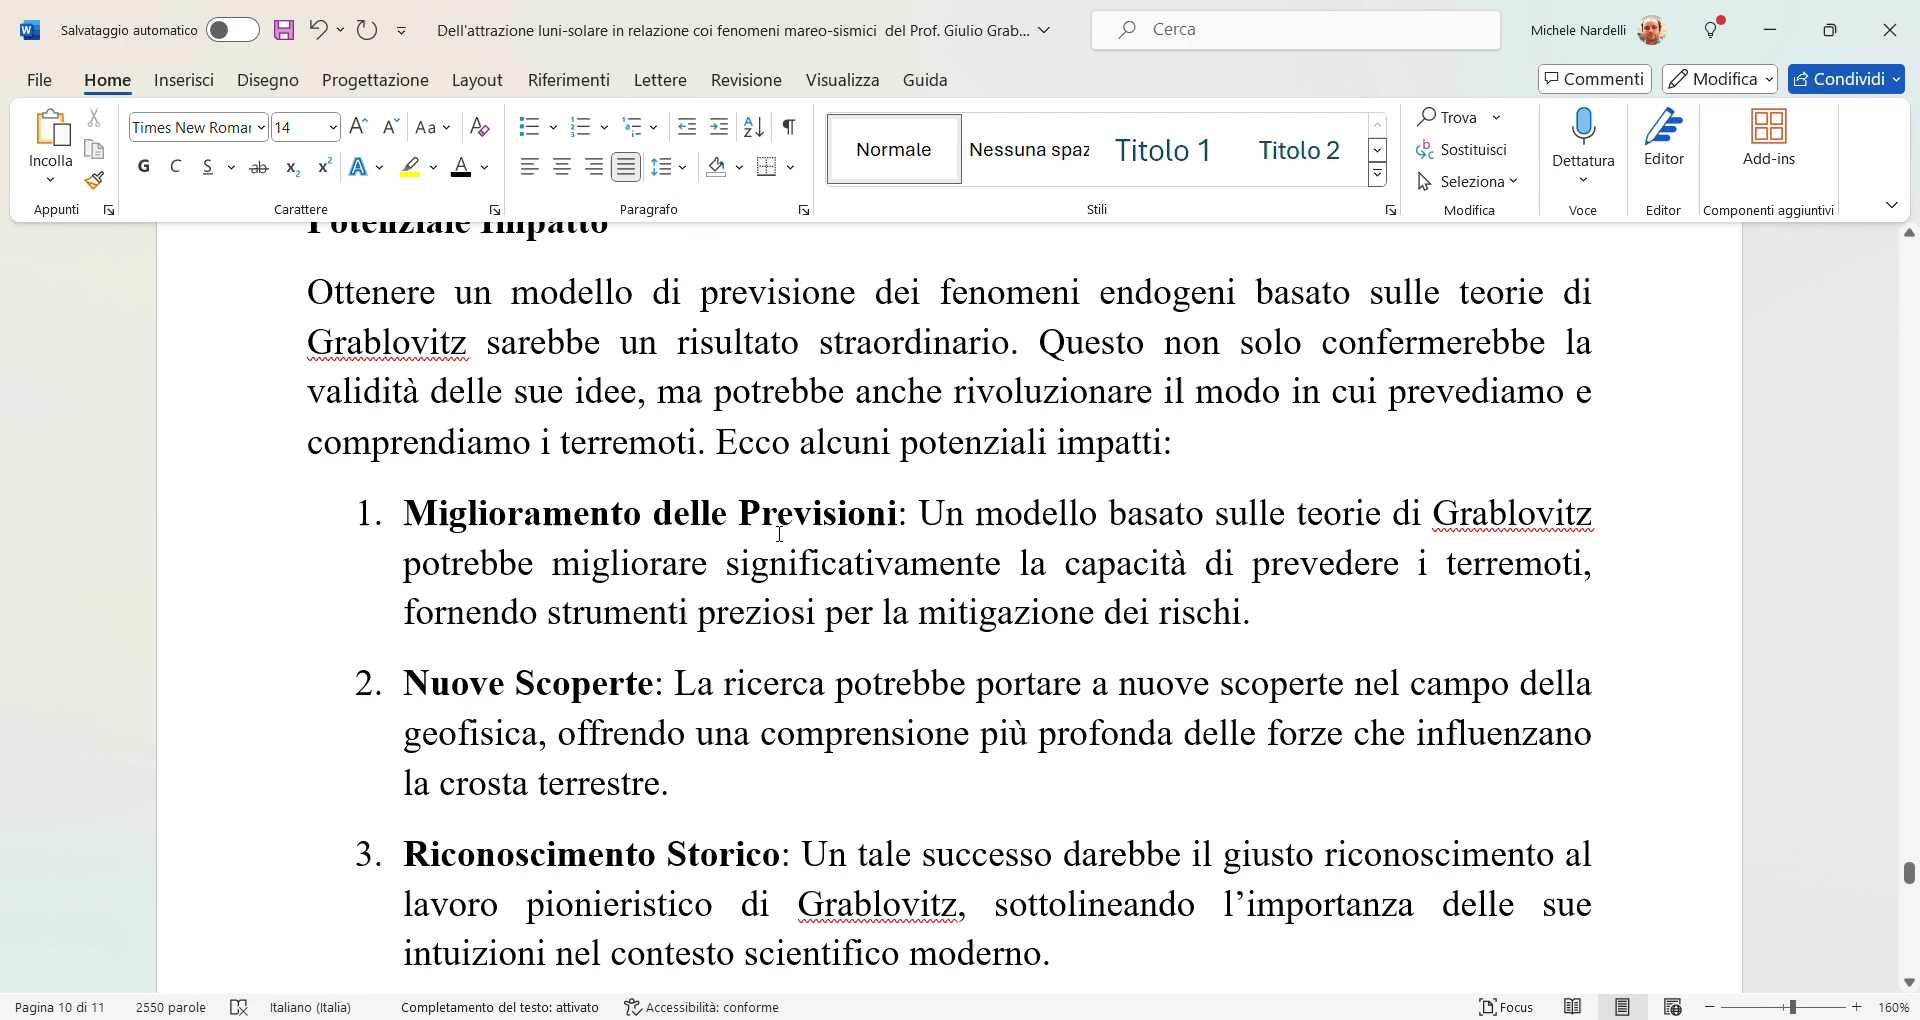 Salvataggio automatico
Dell'attrazione luni-solare in relazione coi fenomeni mareo-sismici del Prof. Giulio Grab...
Cerca
Michele Nardelli
File Home Inserisci Disegno Progettazione Layout Riferimenti Lettere Revisione Visualizza Guida
Commenti Modifica Condividi
Incolla
Appunti
Times New Roman 14
Aa
G C S ab x₂ x² A A
Carattere
Paragrafo
Normale Nessuna spaz Titolo 1 Titolo 2
Stili
Trova
Sostituisci
Seleziona
Modifica
Dettatura
Voce
Editor
Editor
Add-ins
Componenti aggiuntivi
Potenziale Impatto
Ottenere un modello di previsione dei fenomeni endogeni basato sulle teorie di
Grablovitz sarebbe un risultato straordinario. Questo non solo confermerebbe la
validità delle sue idee, ma potrebbe anche rivoluzionare il modo in cui prevediamo e
comprendiamo i terremoti. Ecco alcuni potenziali impatti:
1. Miglioramento delle Previsioni: Un modello basato sulle teorie di Grablovitz
potrebbe migliorare significativamente la capacità di prevedere i terremoti,
fornendo strumenti preziosi per la mitigazione dei rischi.
2. Nuove Scoperte: La ricerca potrebbe portare a nuove scoperte nel campo della
geofisica, offrendo una comprensione più profonda delle forze che influenzano
la crosta terrestre.
3. Riconoscimento Storico: Un tale successo darebbe il giusto riconoscimento al
lavoro pionieristico di Grablovitz, sottolineando l’importanza delle sue
intuizioni nel contesto scientifico moderno.
Pagina 10 di 11 2550 parole Italiano (Italia) Completamento del testo: attivato Accessibilità: conforme Focus 160%